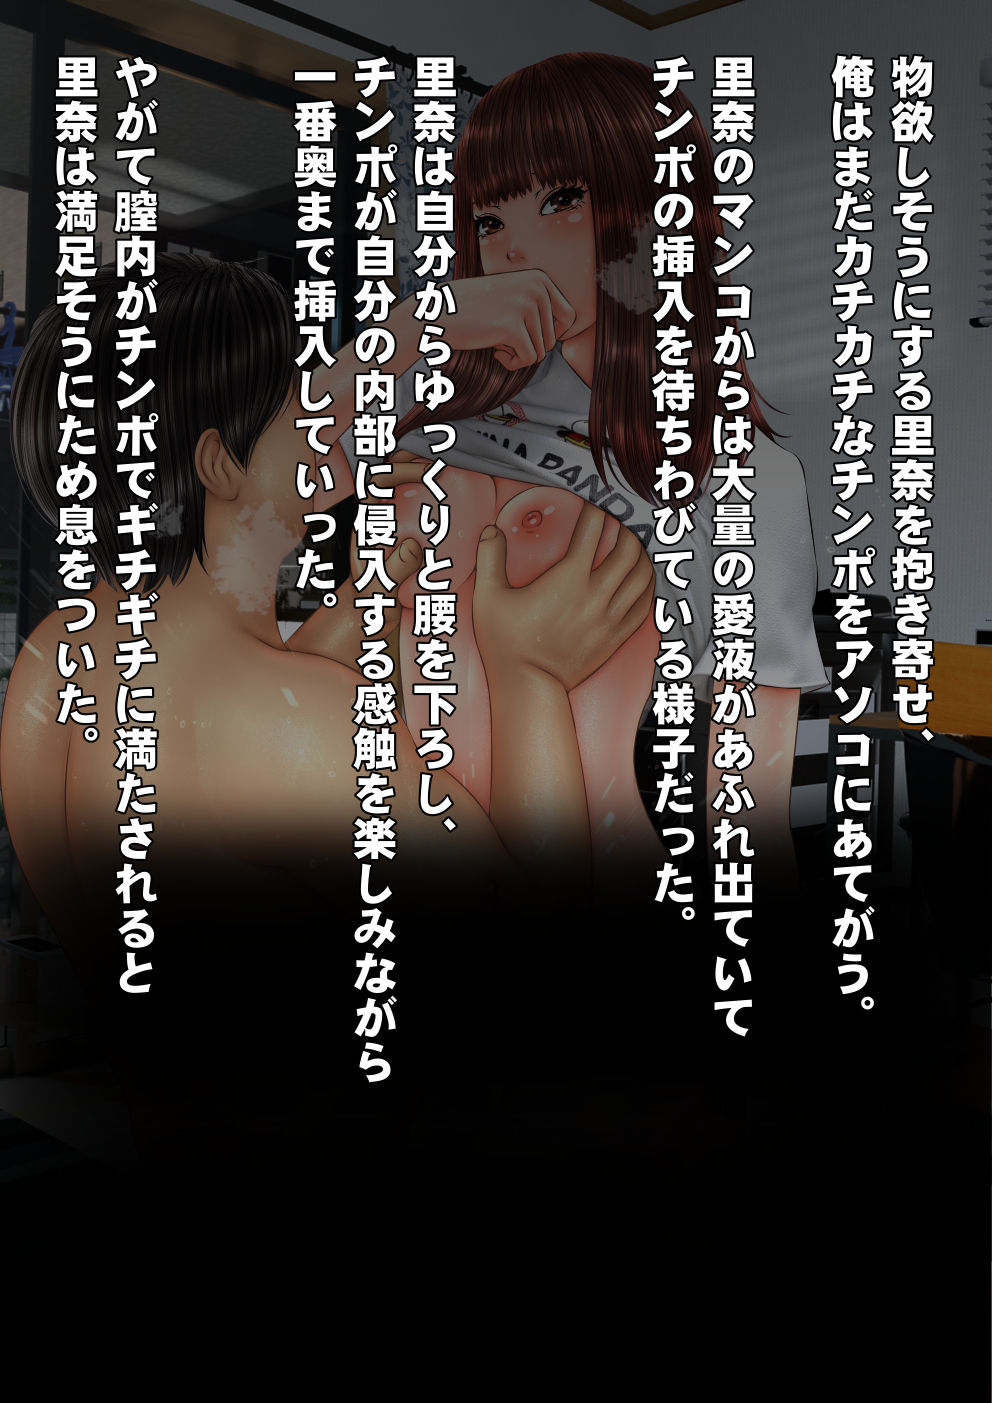 物欲しそうにする里奈を抱き寄せ、
俺はまだカチカチなチンポをアソコにあてがう。
里奈のマンコからは大量の愛液があふれ出ていて
チンポの挿入を待ちわびている様子だった。
里奈は自分からゆっくりと腰を下ろし、
チンポが自分の内部に侵入する感触を楽しみながら
一番奥まで挿入していった。
やがて膣内がチンポでギチギチに満たされると
里奈は満足そうにため息をついた。
PANDA